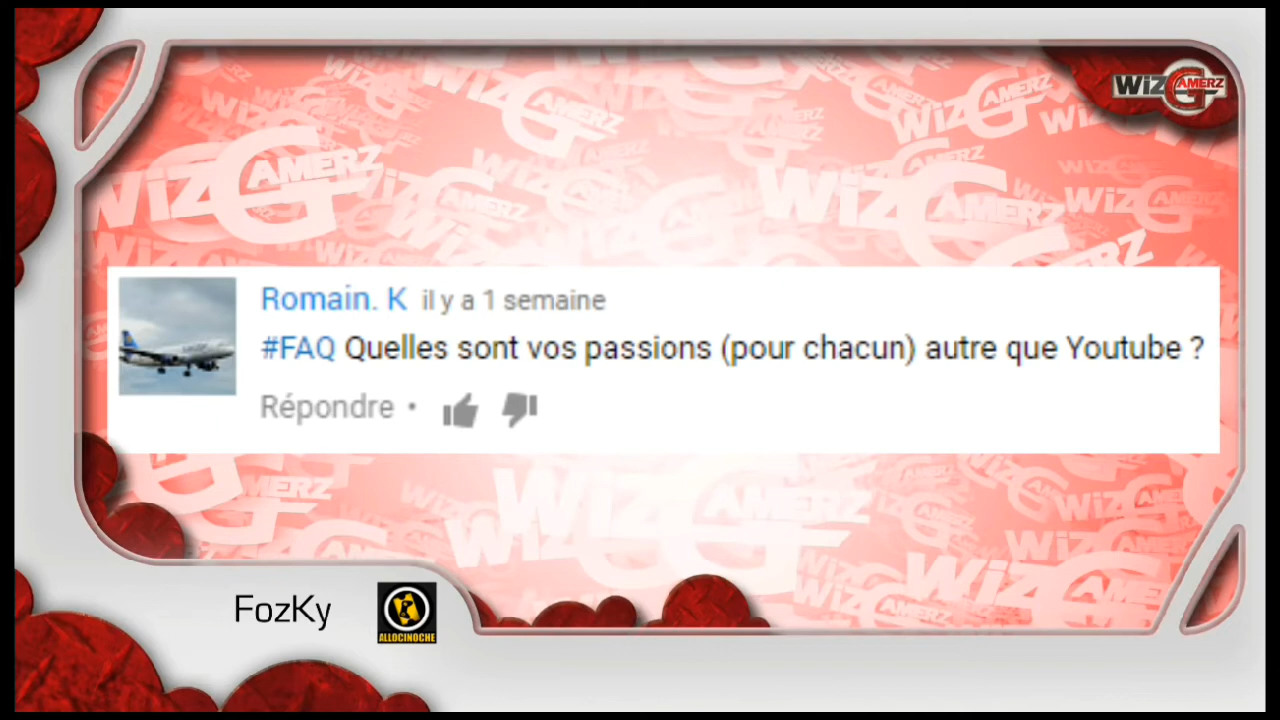 WiZGAMERZ
Romain. K il y a 1 semaine
#FAQ Quelles sont vos passions (pour chacun) autre que Youtube ?
Répondre •
FozKy
ALLOCINOCHE